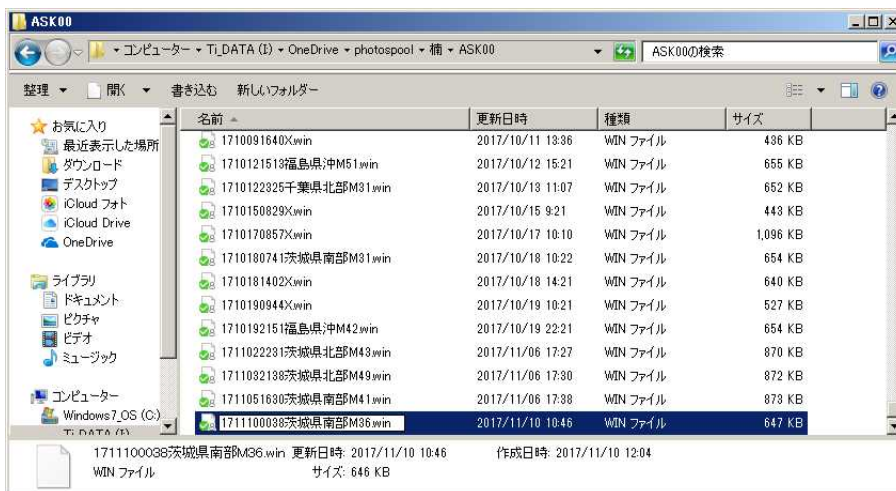 ASK00
コンピューター ▾ Ti_DATA (I) ▾ OneDrive ▾ photospool ▾ 楠 ▾ ASK00
ASK00の検索
整理 開く 書き込む 新しいフォルダー
お気に入り
最近表示した場所
ダウンロード
デスクトップ
iCloud フォト
iCloud Drive
OneDrive
ライブラリ
ドキュメント
ピクチャ
ビデオ
ミュージック
コンピューター
Windows7_OS (C:)
Ti_DATA (I)
名前 更新日時 種類 サイズ
1710091640X.win 2017/10/11 13:36 WIN ファイル 436 KB
1710121513福島県沖M51.win 2017/10/12 15:21 WIN ファイル 655 KB
1710122325千葉県北部M31.win 2017/10/13 11:07 WIN ファイル 652 KB
1710150829X.win 2017/10/15 9:21 WIN ファイル 443 KB
1710170857X.win 2017/10/17 10:10 WIN ファイル 1,096 KB
1710180741茨城県南部M31.win 2017/10/18 10:22 WIN ファイル 654 KB
1710181402X.win 2017/10/18 14:21 WIN ファイル 640 KB
1710190944X.win 2017/10/19 10:21 WIN ファイル 527 KB
1710192151福島県沖M42.win 2017/10/19 22:21 WIN ファイル 654 KB
1711022231茨城県北部M43.win 2017/11/06 17:27 WIN ファイル 870 KB
1711032138茨城県北部M49.win 2017/11/06 17:30 WIN ファイル 872 KB
1711051630茨城県南部M41.win 2017/11/06 17:38 WIN ファイル 873 KB
1711100038茨城県南部M36.win 2017/11/10 10:46 WIN ファイル 647 KB
1711100038茨城県南部M36.win 更新日時: 2017/11/10 10:46 作成日時: 2017/11/10 12:04
WIN ファイル サイズ: 646 KB